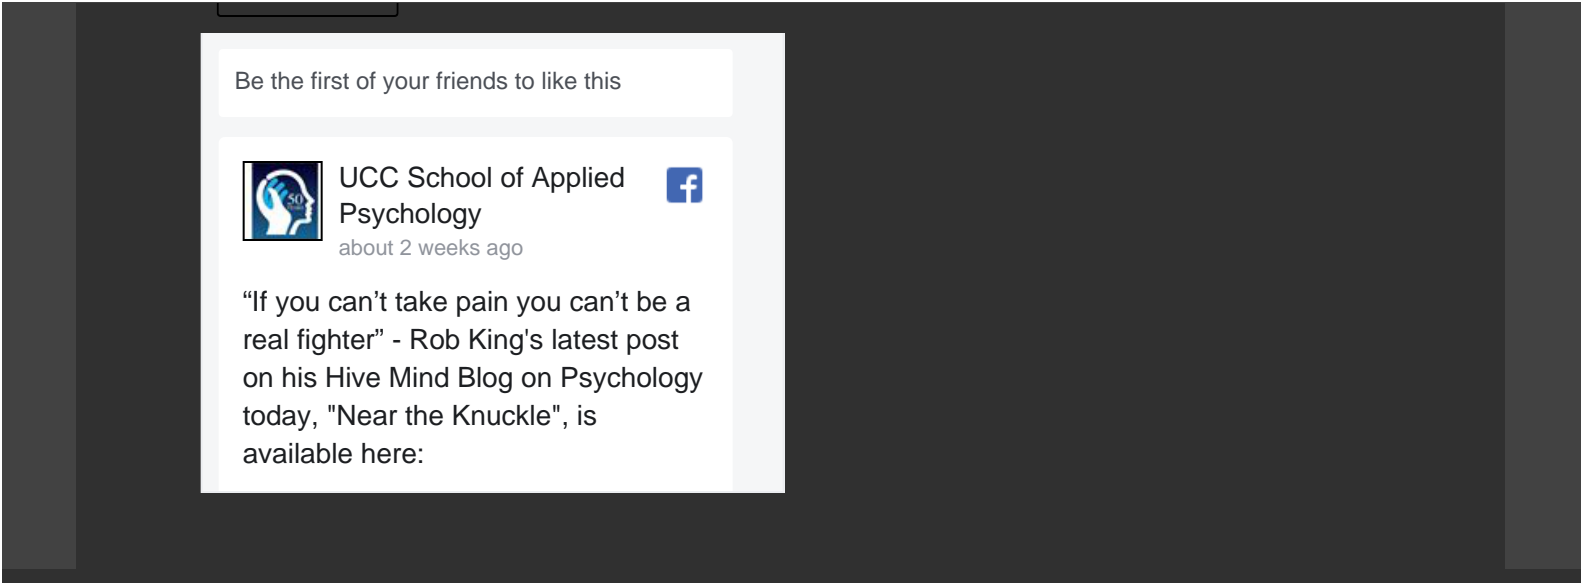 Be the first of your friends to like this
UCC School of Applied
Psychology
about 2 weeks ago
50
“If you can’t take pain you can’t be a
real fighter” - Rob King's latest post
on his Hive Mind Blog on Psychology
today, "Near the Knuckle", is
available here: